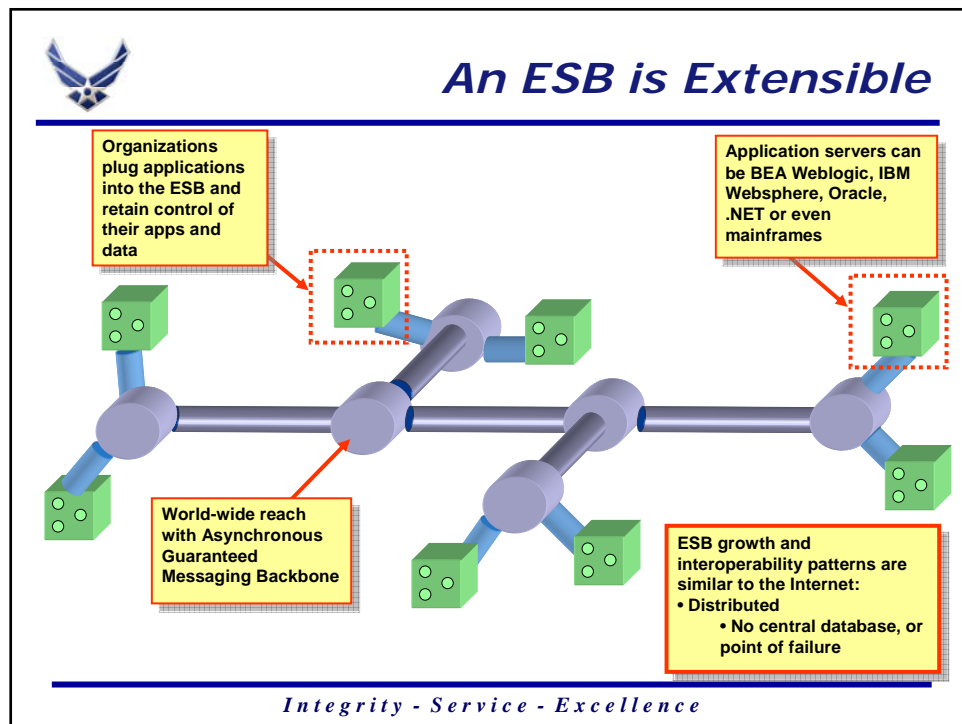 An ESB is Extensible
Organizations
plug applications
into the ESB and
retain control of
their apps and
data
Application servers can
be BEA Weblogic, IBM
Websphere, Oracle,
.NET or even
mainframes
World-wide reach
with Asynchronous
Guaranteed
Messaging Backbone
ESB growth and
interoperability patterns are
similar to the Internet:
• Distributed
• No central database, or
point of failure
Integrity - Service - Excellence